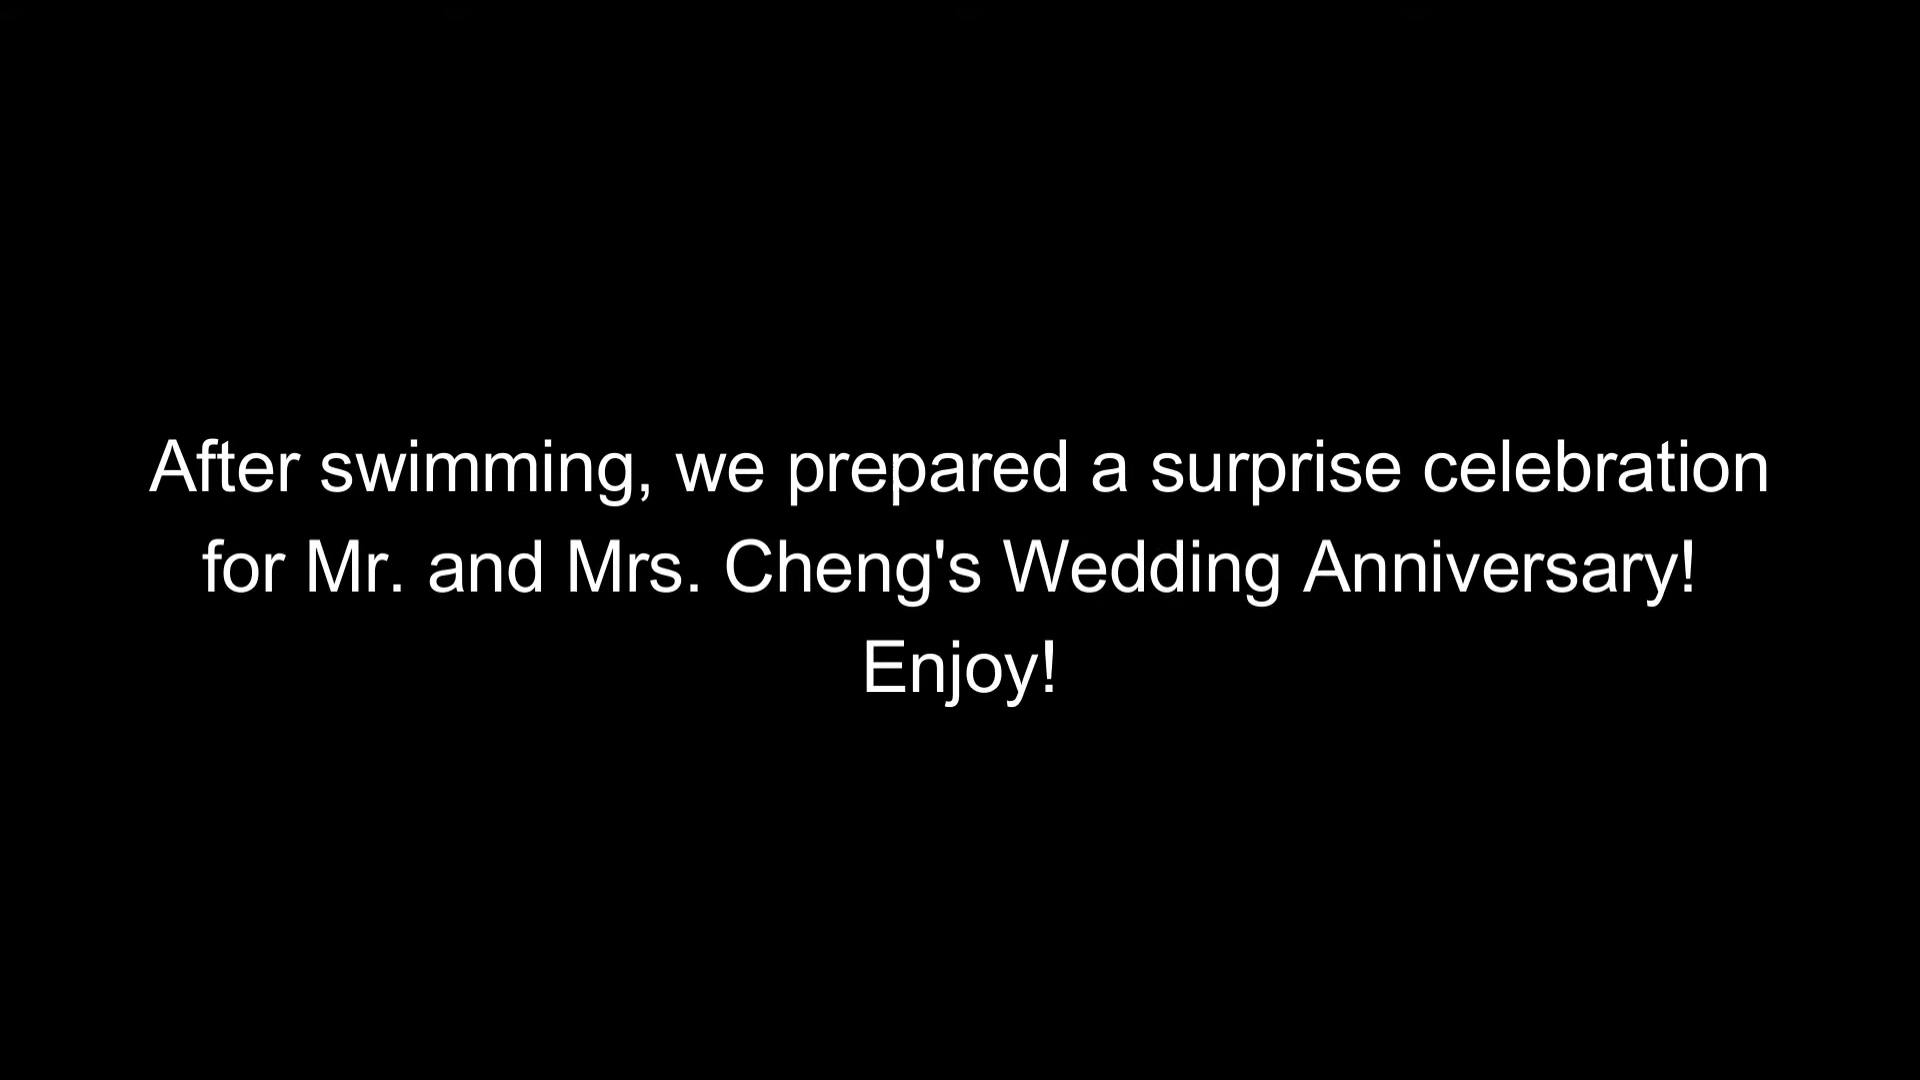 After swimming, we prepared a surprise celebration
for Mr. and Mrs. Cheng's Wedding Anniversary!
Enjoy!